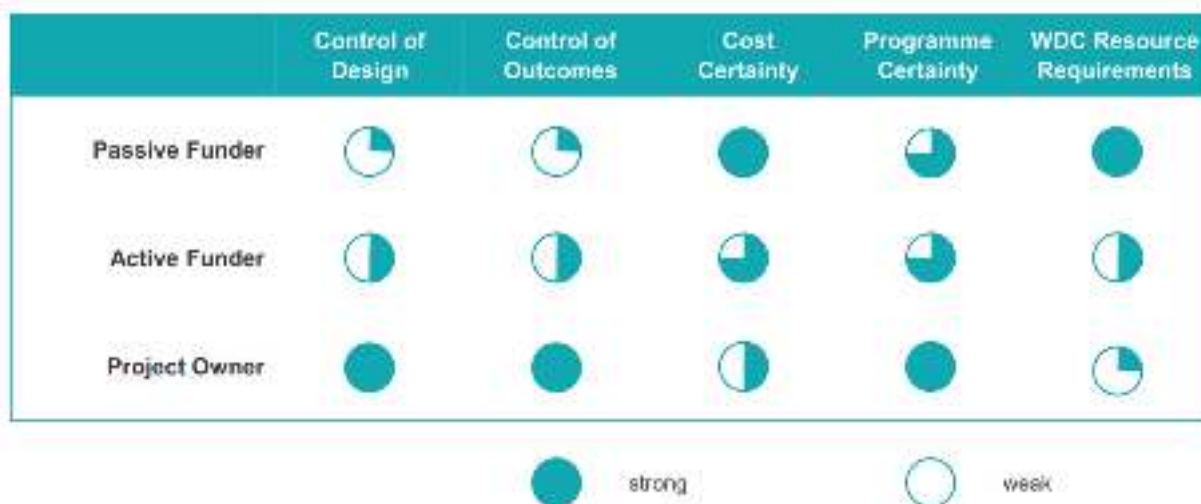 Control of Control of Cost Programme WDC Resource
Design Outcomes Certainty Certainty Requirements
Passive Funder
Active Funder
Project Owner
strong weak